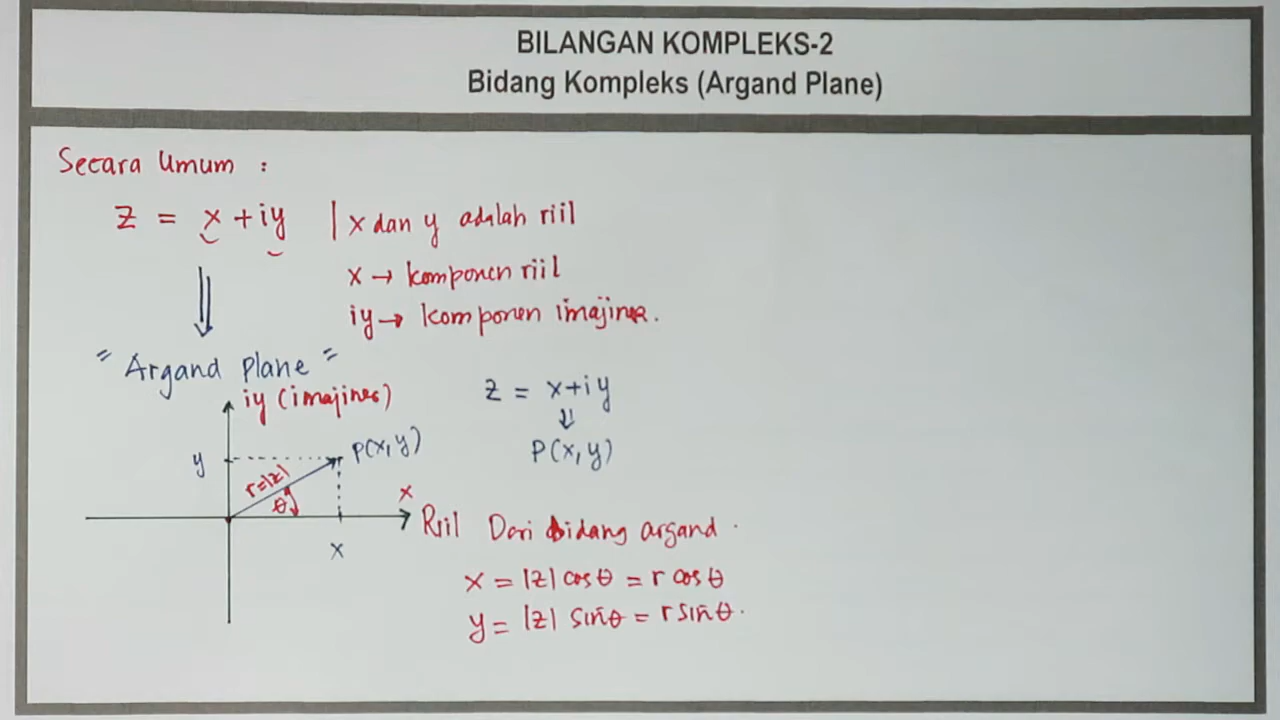 BILANGAN KOMPLEKS-2
Bidang Kompleks (Argand Plane)
Secara Umum :
z = x + iy | x dan y adalah riil
x → komponen riil
iy → komponen imajiner.
"Argand plane"
iy (imajiner)
z = x+iy
⇓
P(x,y)
y
P(x,y)
r=|z|
θ
x
Riil
x
Dari bidang argand.
x = |z| cos θ = r cos θ
y = |z| sin θ = r sin θ.